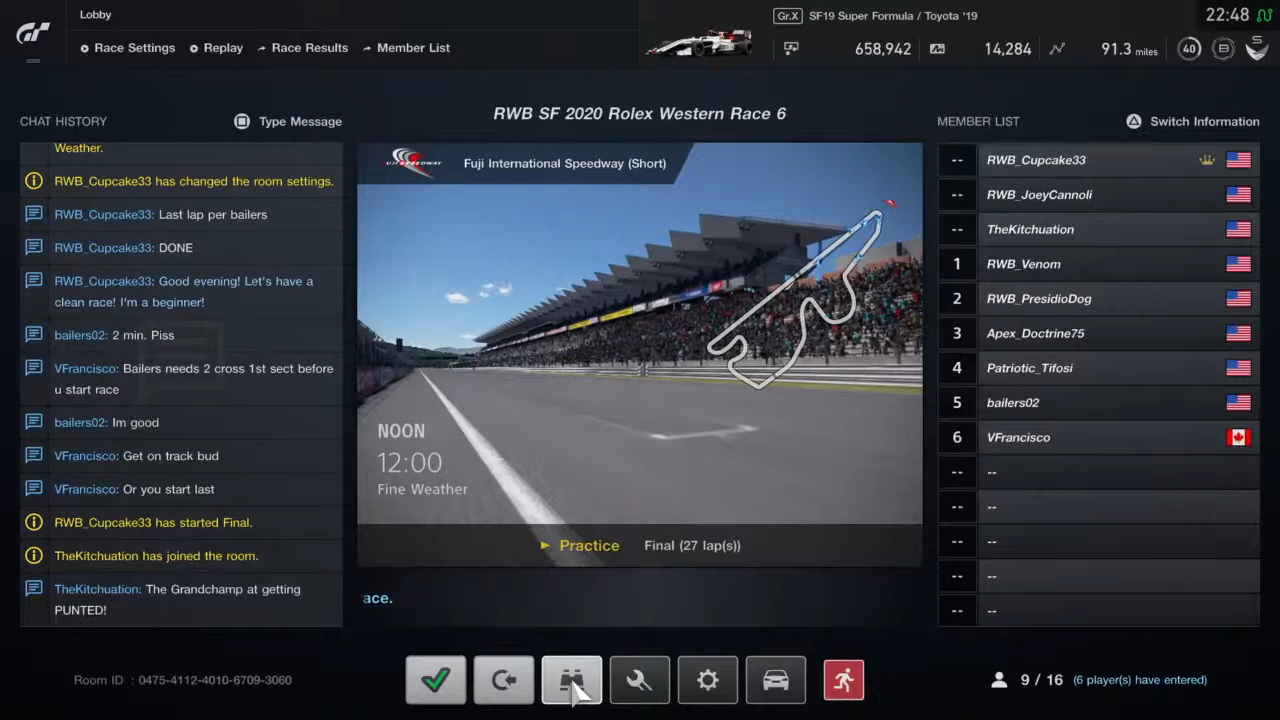 Lobby
Race Settings
Replay
Race Results
Member List
Gr.X
SF19 Super Formula / Toyota '19
658,942
14,284
91.3 miles
40
B
S
22:48
CHAT HISTORY
Type Message
Weather.
RWB_Cupcake33 has changed the room settings.
RWB_Cupcake33: Last lap per bailers
RWB_Cupcake33: DONE
RWB_Cupcake33: Good evening! Let's have a
clean race! I'm a beginner!
bailers02: 2 min. Piss
VFrancisco: Bailers needs 2 cross 1st sect before
u start race
bailers02: Im good
VFrancisco: Get on track bud
VFrancisco: Or you start last
RWB_Cupcake33 has started Final.
TheKitchuation has joined the room.
TheKitchuation: The Grandchamp at getting
PUNTED!
RWB SF 2020 Rolex Western Race 6
FUJI SPEEDWAY
Fuji International Speedway (Short)
NOON
12:00
Fine Weather
Practice
Final (27 lap(s))
ace.
MEMBER LIST
Switch Information
-- RWB_Cupcake33
-- RWB_JoeyCannoli
-- TheKitchuation
1 RWB_Venom
2 RWB_PresidioDog
3 Apex_Doctrine75
4 Patriotic_Tifosi
5 bailers02
6 VFrancisco
-- --
-- --
-- --
-- --
-- --
Room ID : 0475-4112-4010-6709-3060
9 / 16
(6 player(s) have entered)